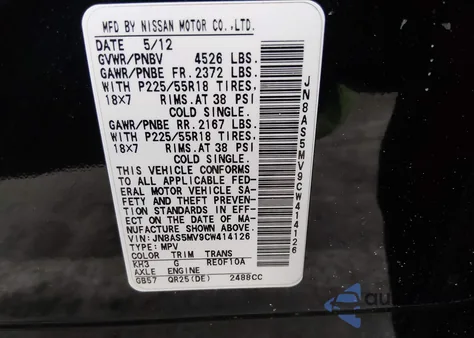 MFD BY NISSAN MOTOR CO.,LTD.
DATE 5/12
GVWR/PNBV 4526 LBS.
GAWR/PNBE FR. 2372 LBS.
WITH P225/55R18 TIRES,
18X7 RIMS.AT 38 PSI
COLD SINGLE.
GAWR/PNBE RR. 2167 LBS.
WITH P225/55R18 TIRES,
18X7 RIMS.AT 38 PSI
COLD SINGLE.
THIS VEHICLE CONFORMS
TO ALL APPLICABLE FED-
ERAL MOTOR VEHICLE SA-
FETY AND THEFT PREVENTION
STANDARDS IN EFFECT
ON THE DATE OF MA-
NUFACTURE SHOWN ABOVE.
VIN:JN8AS5MV9CW414126
TYPE: MPV
COLOR TRIM TRANS
KH3 G RE0F10A
AXLE ENGINE
GB57 QR25(DE) 2488CC
JN8AS5MV9CW414126